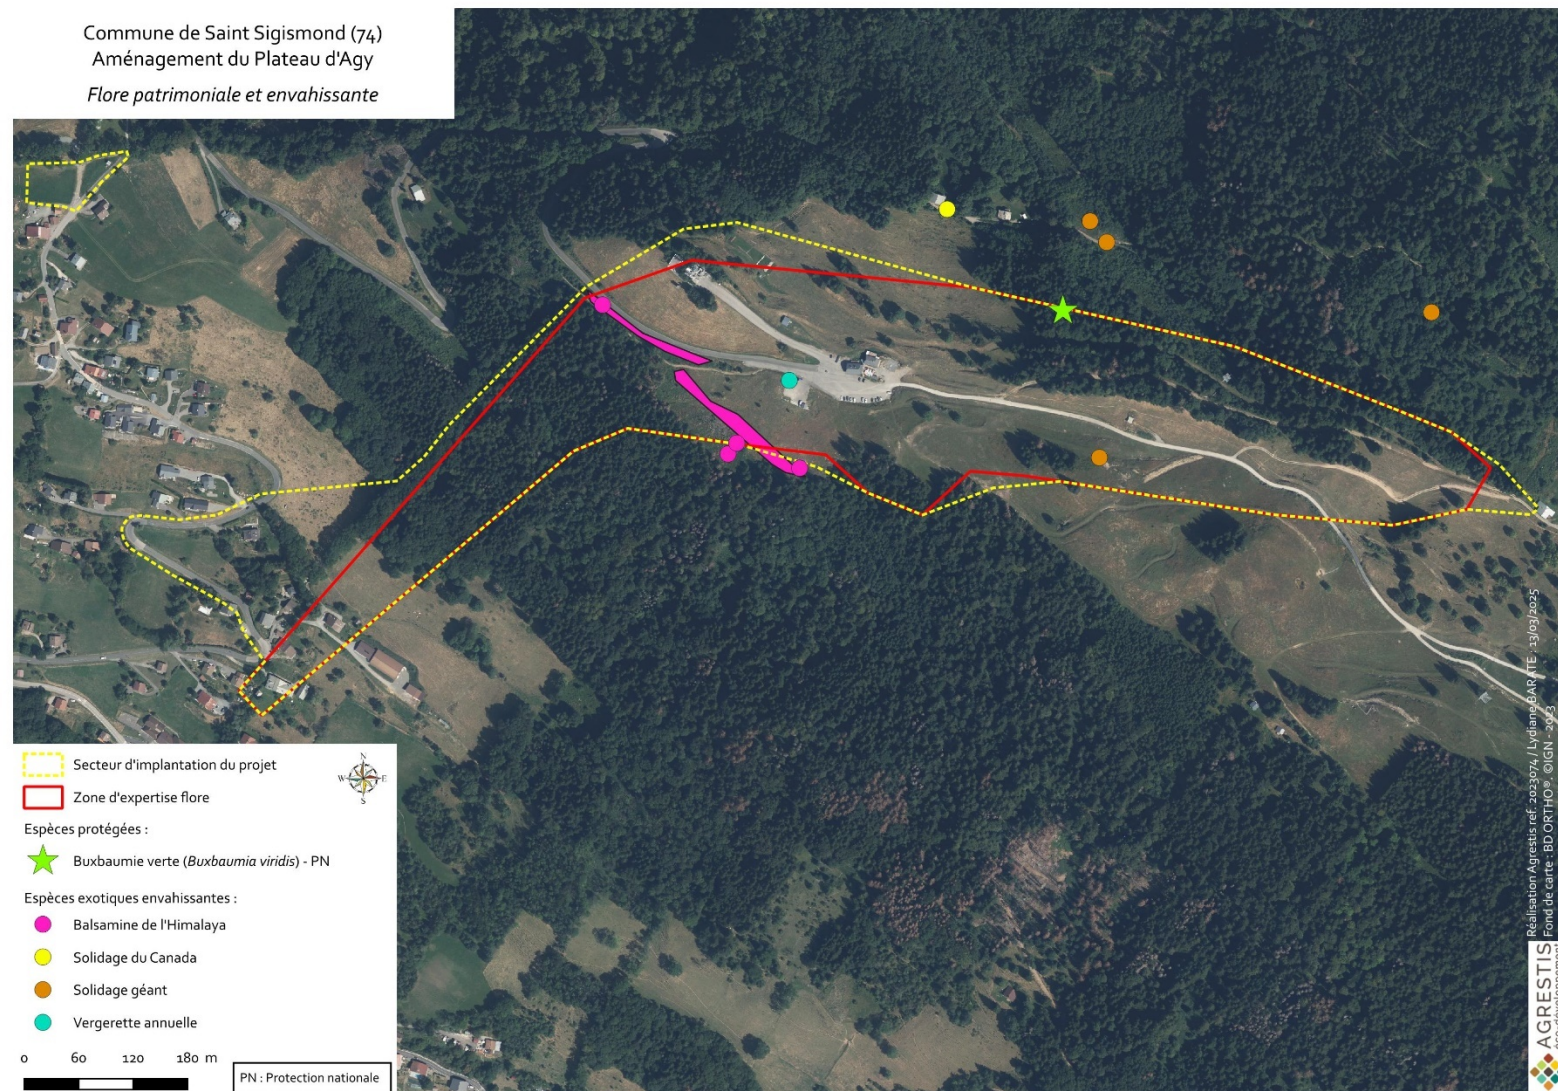 Commune de Saint Sigismond (74)
Aménagement du Plateau d'Agy
Flore patrimoniale et envahissante
Secteur d'implantation du projet
Zone d'expertise flore
N
W
E
S
Espèces protégées :
Buxbaumie verte (Buxbaumia viridis) - PN
Espèces exotiques envahissantes :
Balsamine de l'Himalaya
Solidage du Canada
Solidage géant
Vergerette annuelle
0 60 120 180 m
PN : Protection nationale
Réalisation Agrestis ref. 2023074 / Lydiane BARATE : 13/03/2025
Fond de carte : BD ORTHO®. ©IGN - 2023
AGRESTIS
éco-développement